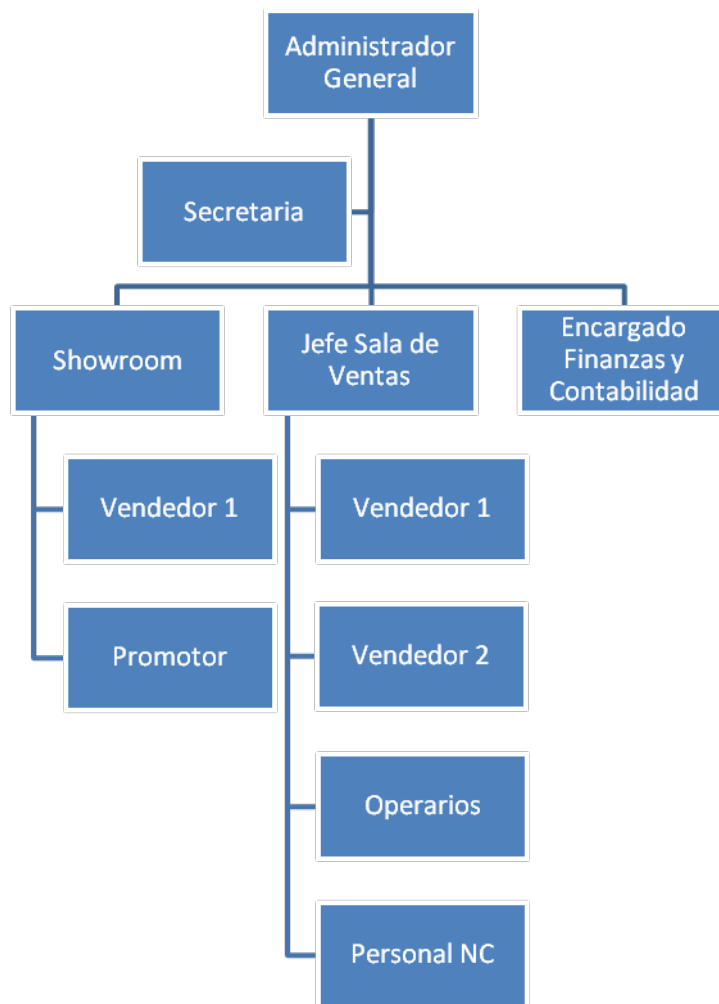 Administrador
General
Secretaria
Showroom
Jefe Sala de
Ventas
Encargado
Finanzas y
Contabilidad
Vendedor 1
Promotor
Vendedor 1
Vendedor 2
Operarios
Personal NC